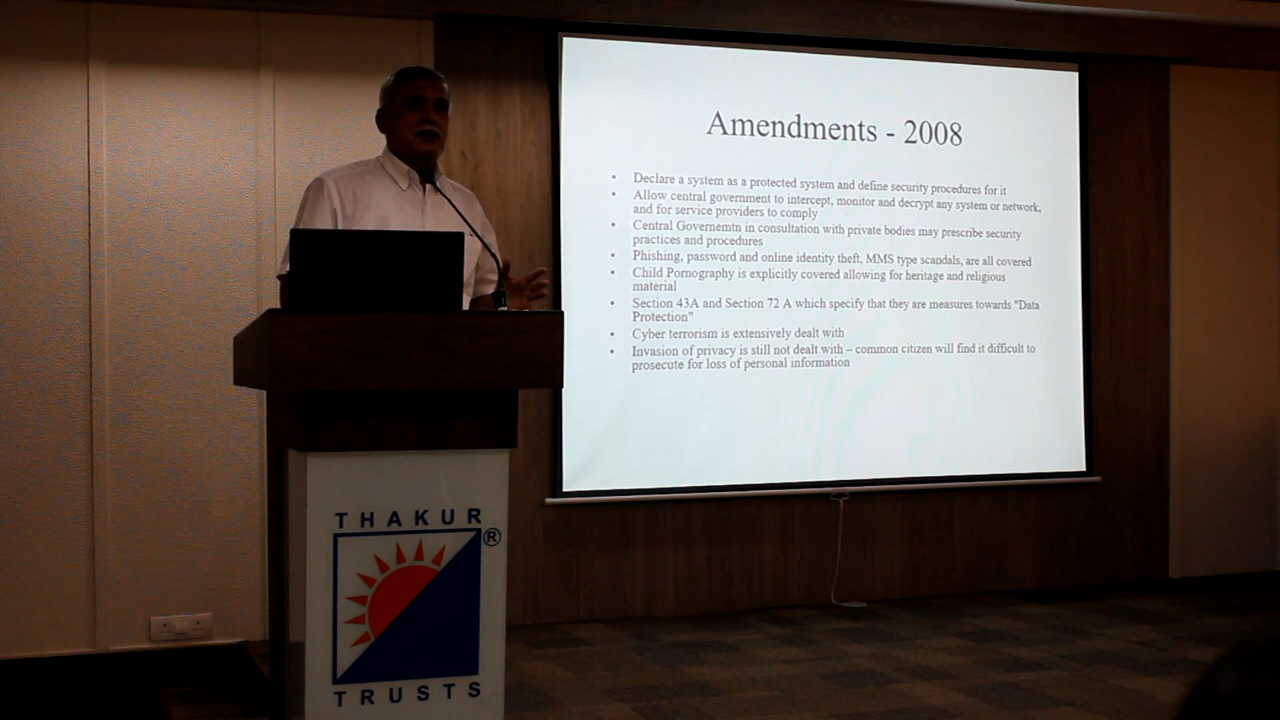 Amendments - 2008
• Declare a system as a protected system and define security procedures for it
• Allow central government to intercept, monitor and decrypt any system or network,
and for service providers to comply
• Central Governemtn in consultation with private bodies may prescribe security
practices and procedures
• Phishing, password and online identity theft, MMS type scandals, are all covered
• Child Pornography is explicitly covered allowing for heritage and religious
material
• Section 43A and Section 72 A which specify that they are measures towards "Data
Protection"
• Cyber terrorism is extensively dealt with
• Invasion of privacy is still not dealt with – common citizen will find it difficult to
prosecute for loss of personal information
THAKUR
®
TRUSTS